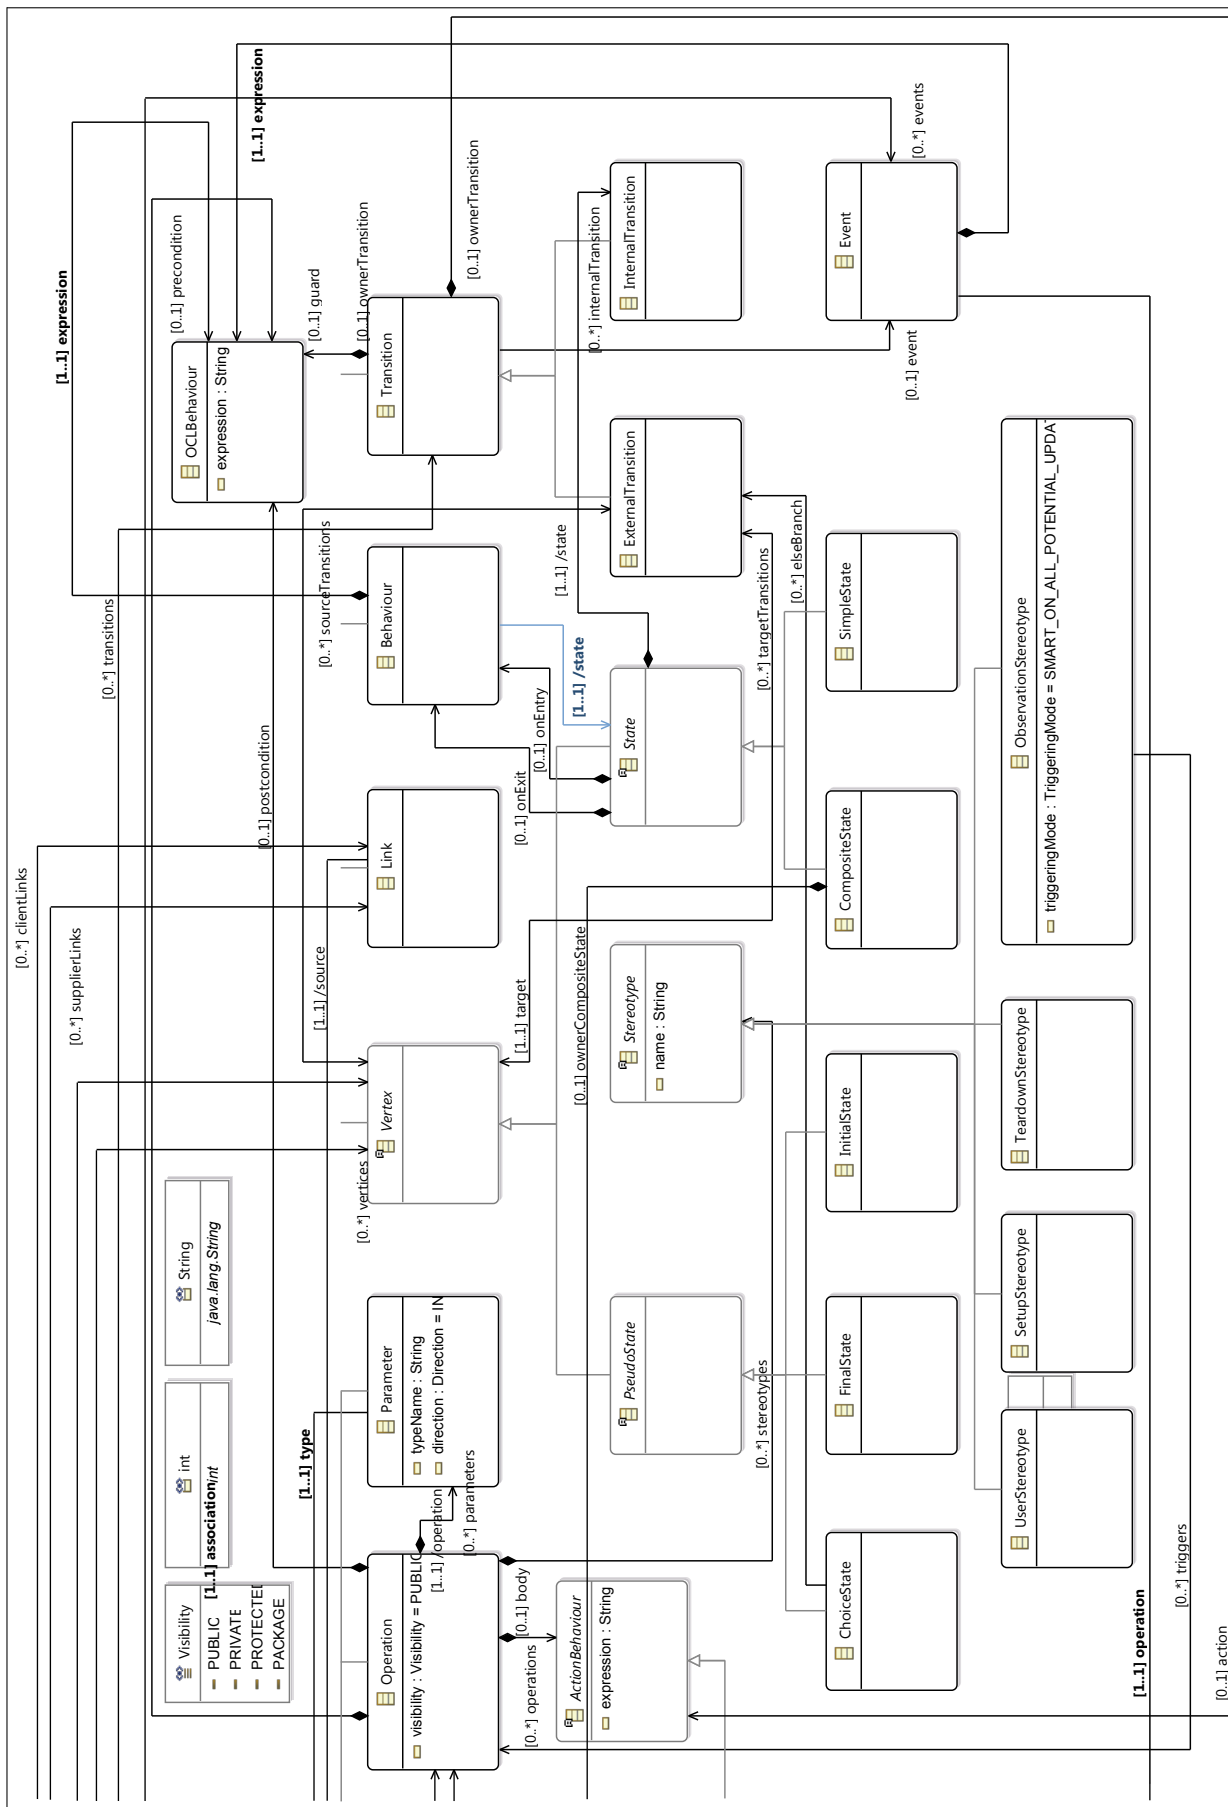 [0..*] clientLinks
[0..*] supplierLinks
[0..*] transitions
[1..1] expression
[1..1] expression
Visibility
PUBLIC
PRIVATE
PROTECTED
PACKAGE
[1..1] association
int
int
String
java.lang.String
[1..1] type
[1..1] /source
[0..1] postcondition
[0..1] precondition
OCLBehaviour
expression : String
[0..1] guard
[0..1] ownerTransition
[0..1] ownerTransition
[0..*] events
Operation
visibility : Visibility = PUBLIC
[1..1] /operation
[0..*] parameters
Parameter
typeName : String
direction : Direction = IN
[0..*] vertices
Vertex
Link
Behaviour
[0..*] sourceTransitions
Transition
[0..1] body
[0..*] operations
ActionBehaviour
expression : String
[1..1] target
[0..1] onExit
[0..1] onEntry
[1..1] /state
[1..1] /state
[0..*] internalTransition
PseudoState
Stereotype
name : String
[0..1] ownerCompositeState
State
ExternalTransition
InternalTransition
[0..*] stereotypes
[0..*] targetTransitions
[0..*] elseBranch
ChoiceState
FinalState
InitialState
CompositeState
SimpleState
Event
[0..1] event
UserStereotype
SetupStereotype
TeardownStereotype
ObservationStereotype
triggeringMode : TriggeringMode = SMART_ON_ALL_POTENTIAL_UPDA
[1..1] operation
[0..*] triggers
[0..1] action